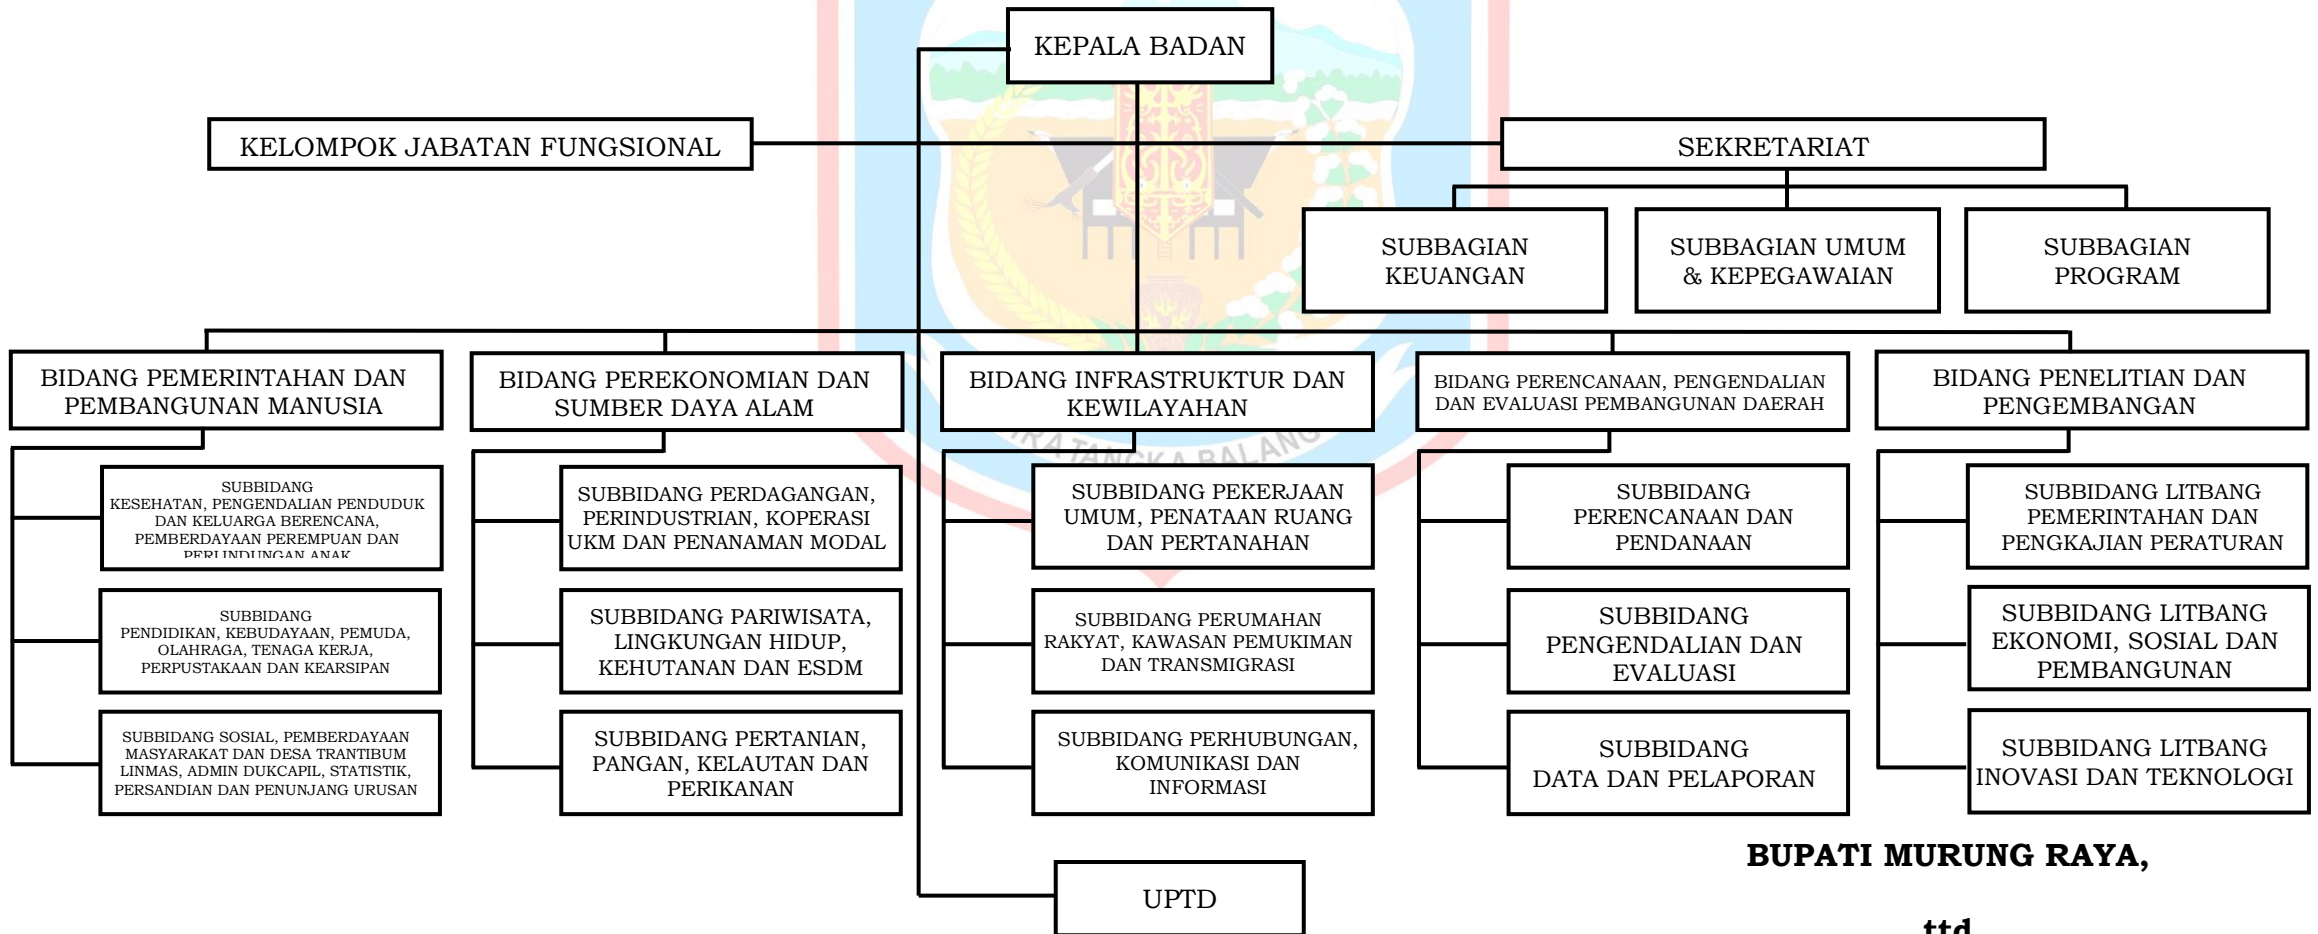 KEPALA BADAN
KELOMPOK JABATAN FUNGSIONAL
SEKRETARIAT
SUBBAGIAN
KEUANGAN
SUBBAGIAN UMUM
& KEPEGAWAIAN
SUBBAGIAN
PROGRAM
BIDANG PEMERINTAHAN DAN
PEMBANGUNAN MANUSIA
BIDANG PEREKONOMIAN DAN
SUMBER DAYA ALAM
BIDANG INFRASTRUKTUR DAN
KEWILAYAHAN
BIDANG PERENCANAAN, PENGENDALIAN
DAN EVALUASI PEMBANGUNAN DAERAH
BIDANG PENELITIAN DAN
PENGEMBANGAN
TANGKA BALANG
SUBBIDANG
KESEHATAN, PENGENDALIAN PENDUDUK
DAN KELUARGA BERENCANA,
PEMBERDAYAAN PEREMPUAN DAN
PERLINDUNGAN ANAK
SUBBIDANG PERDAGANGAN,
PERINDUSTRIAN, KOPERASI
UKM DAN PENANAMAN MODAL
SUBBIDANG PEKERJAAN
UMUM, PENATAAN RUANG
DAN PERTANAHAN
SUBBIDANG
PERENCANAAN DAN
PENDANAAN
SUBBIDANG LITBANG
PEMERINTAHAN DAN
PENGKAJIAN PERATURAN
SUBBIDANG
PENDIDIKAN, KEBUDAYAAN, PEMUDA,
OLAHRAGA, TENAGA KERJA,
PERPUSTAKAAN DAN KEARSIPAN
SUBBIDANG PARIWISATA,
LINGKUNGAN HIDUP,
KEHUTANAN DAN ESDM
SUBBIDANG PERUMAHAN
RAKYAT, KAWASAN PEMUKIMAN
DAN TRANSMIGRASI
SUBBIDANG
PENGENDALIAN DAN
EVALUASI
SUBBIDANG LITBANG
EKONOMI, SOSIAL DAN
PEMBANGUNAN
SUBBIDANG SOSIAL, PEMBERDAYAAN
MASYARAKAT DAN DESA TRANTIBUM
LINMAS, ADMIN DUKCAPIL, STATISTIK,
PERSANDIAN DAN PENUNJANG URUSAN
SUBBIDANG PERTANIAN,
PANGAN, KELAUTAN DAN
PERIKANAN
SUBBIDANG PERHUBUNGAN,
KOMUNIKASI DAN
INFORMASI
SUBBIDANG
DATA DAN PELAPORAN
SUBBIDANG LITBANG
INOVASI DAN TEKNOLOGI
UPTD
BUPATI MURUNG RAYA,
ttd